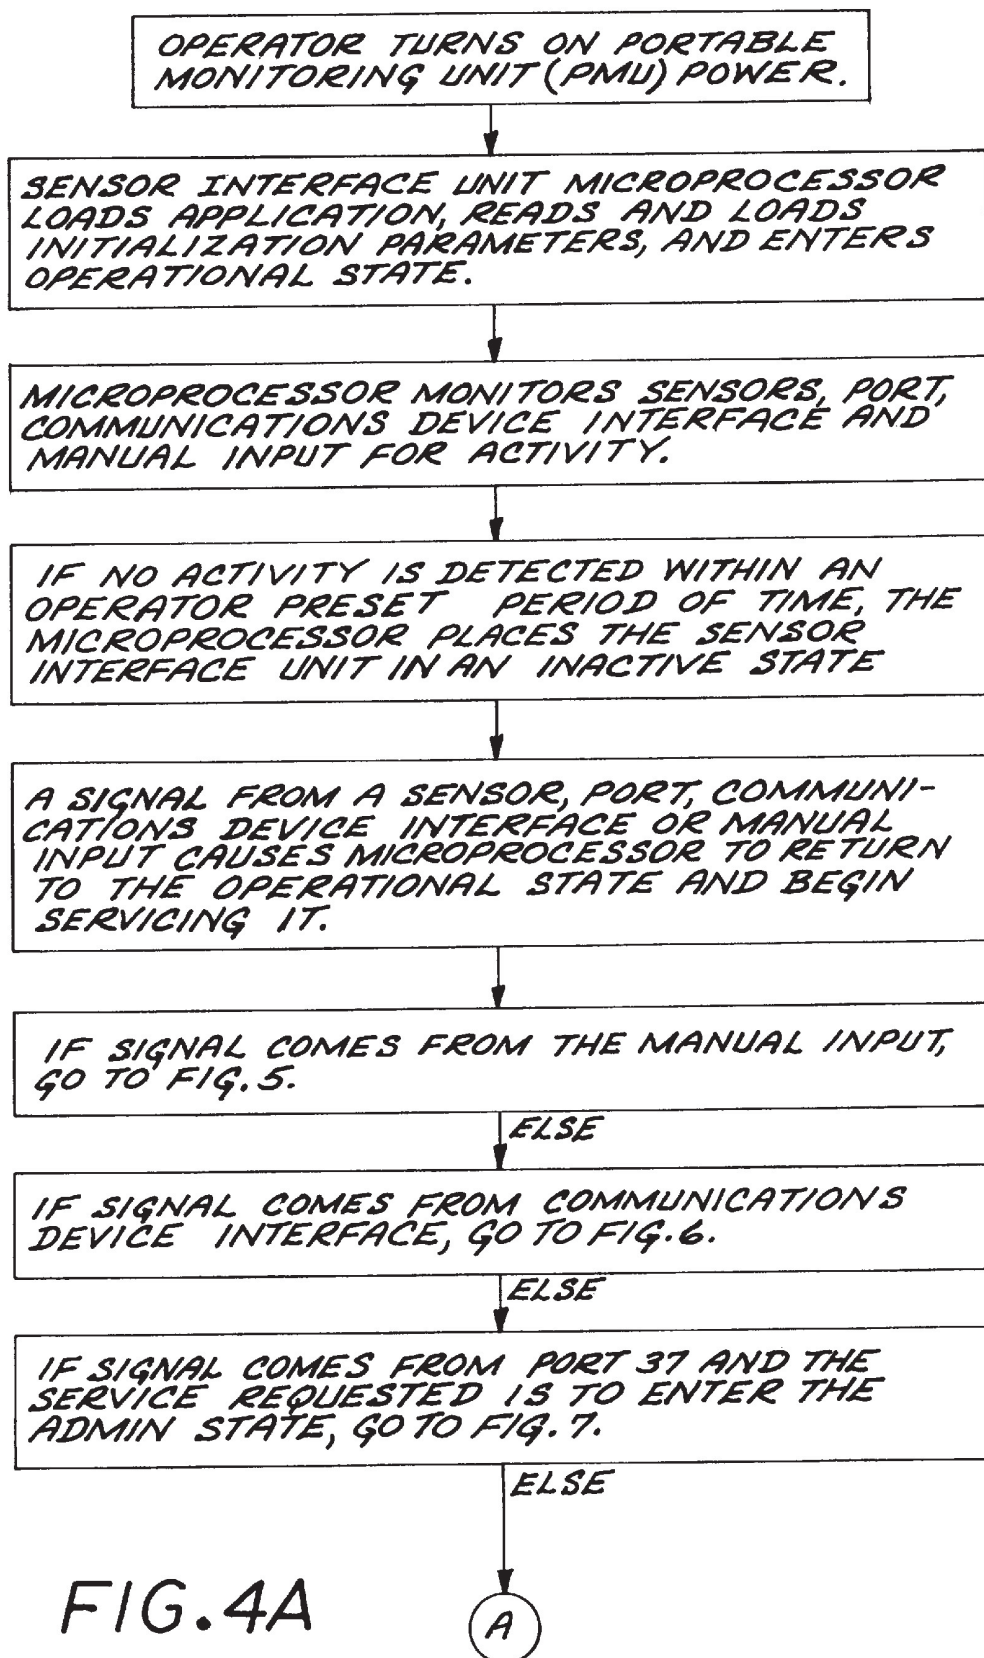 OPERATOR TURNS ON PORTABLE
MONITORING UNIT (PMU) POWER.
SENSOR INTERFACE UNIT MICROPROCESSOR
LOADS APPLICATION, READS AND LOADS
INITIALIZATION PARAMETERS, AND ENTERS
OPERATIONAL STATE.
MICROPROCESSOR MONITORS SENSORS, PORT,
COMMUNICATIONS DEVICE INTERFACE AND
MANUAL INPUT FOR ACTIVITY.
IF NO ACTIVITY IS DETECTED WITHIN AN
OPERATOR PRESET PERIOD OF TIME, THE
MICROPROCESSOR PLACES THE SENSOR
INTERFACE UNIT IN AN INACTIVE STATE
A SIGNAL FROM A SENSOR, PORT, COMMUNI-
CATIONS DEVICE INTERFACE OR MANUAL
INPUT CAUSES MICROPROCESSOR TO RETURN
TO THE OPERATIONAL STATE AND BEGIN
SERVICING IT.
IF SIGNAL COMES FROM THE MANUAL INPUT,
GO TO FIG. 5.
ELSE
IF SIGNAL COMES FROM COMMUNICATIONS
DEVICE INTERFACE, GO TO FIG. 6.
ELSE
IF SIGNAL COMES FROM PORT 37 AND THE
SERVICE REQUESTED IS TO ENTER THE
ADMIN STATE, GO TO FIG. 7.
ELSE
FIG. 4A
A